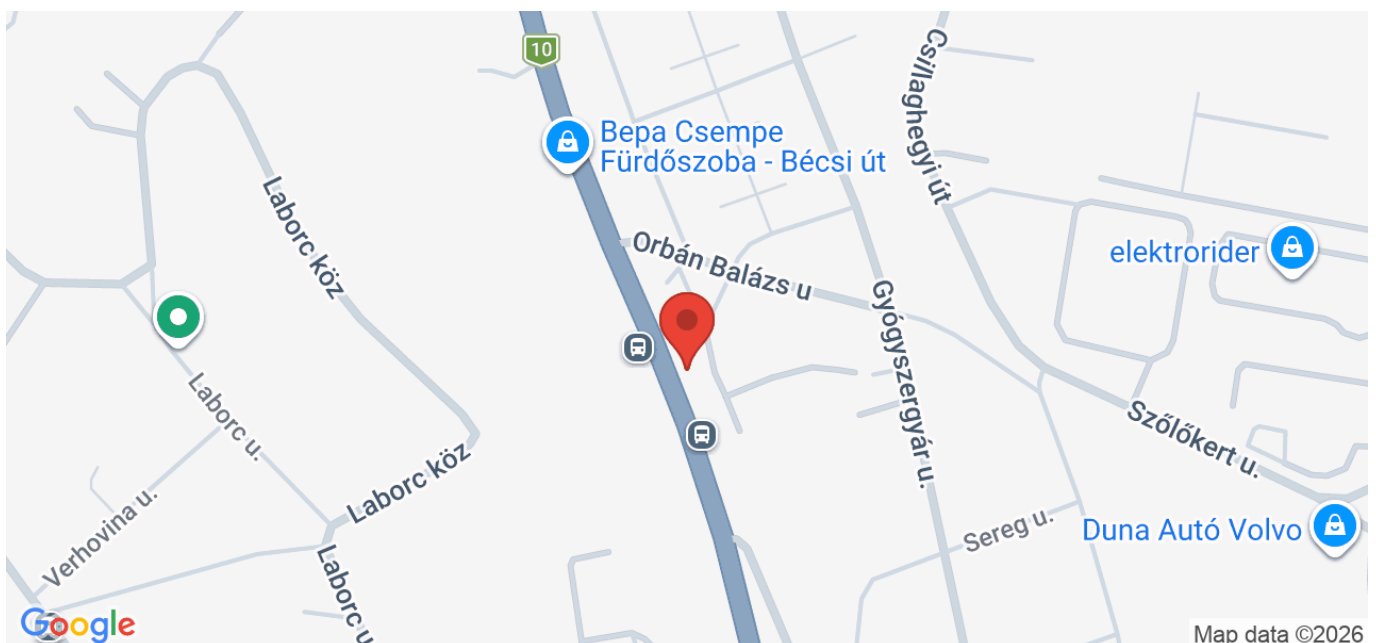 10
Csillaghegyi út
Bepa Csempe
Fürdőszoba - Bécsi út
Laborc köz
Orbán Balázs u
elektrorider
Gyógyszergyár u.
Laborc u.
Szőlőkert u.
Laborc köz
Verhovina u.
Sereg u.
Duna Autó Volvo
Laborc u
Google
Map data ©2026